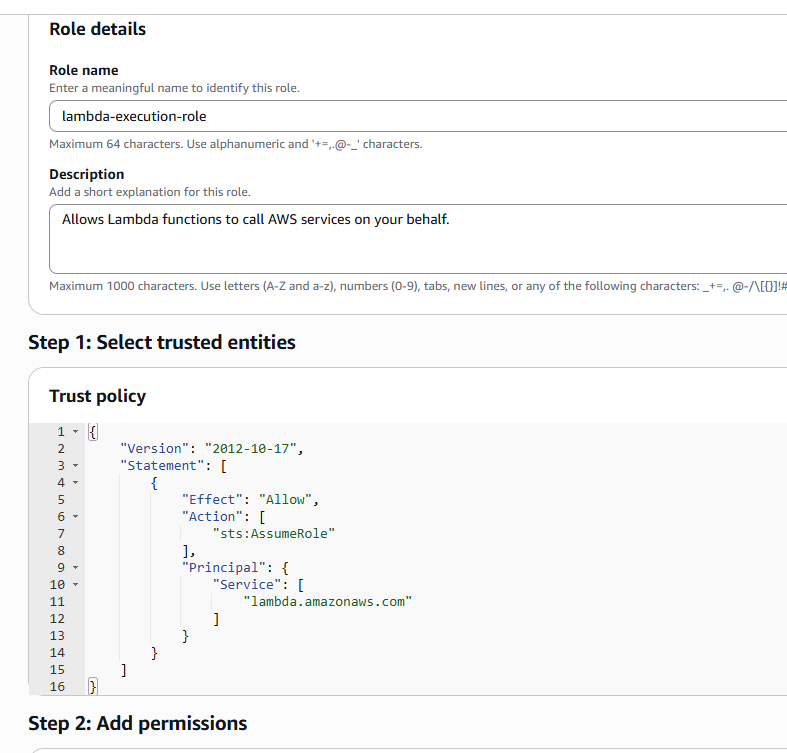 Role details
Role name
Enter a meaningful name to identify this role.
lambda-execution-role
Maximum 64 characters. Use alphanumeric and '+=,.@-_' characters.
Description
Add a short explanation for this role.
Allows Lambda functions to call AWS services on your behalf.
Maximum 1000 characters. Use letters (A-Z and a-z), numbers (0-9), tabs, new lines, or any of the following characters: _+=,. @-/\[{}]!#
Step 1: Select trusted entities
Trust policy
1 {
2     "Version": "2012-10-17",
3     "Statement": [
4         {
5             "Effect": "Allow",
6             "Action": [
7                 "sts:AssumeRole"
8             ],
9             "Principal": {
10                 "Service": [
11                     "lambda.amazonaws.com"
12                 ]
13             }
14         }
15     ]
16 }
Step 2: Add permissions